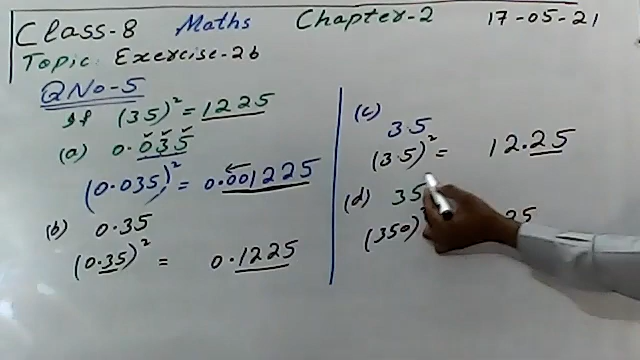 Class-8 Maths Chapter-2 17-05-21
Topic: Exercise-2b
QNo-5
If (35)² = 1225
(a) 0.035
(0.035)² = 0.001225
(b) 0.35
(0.35)² = 0.1225
(c) 35
(3.5)² = 12.25
(d) 35
(350)² 25